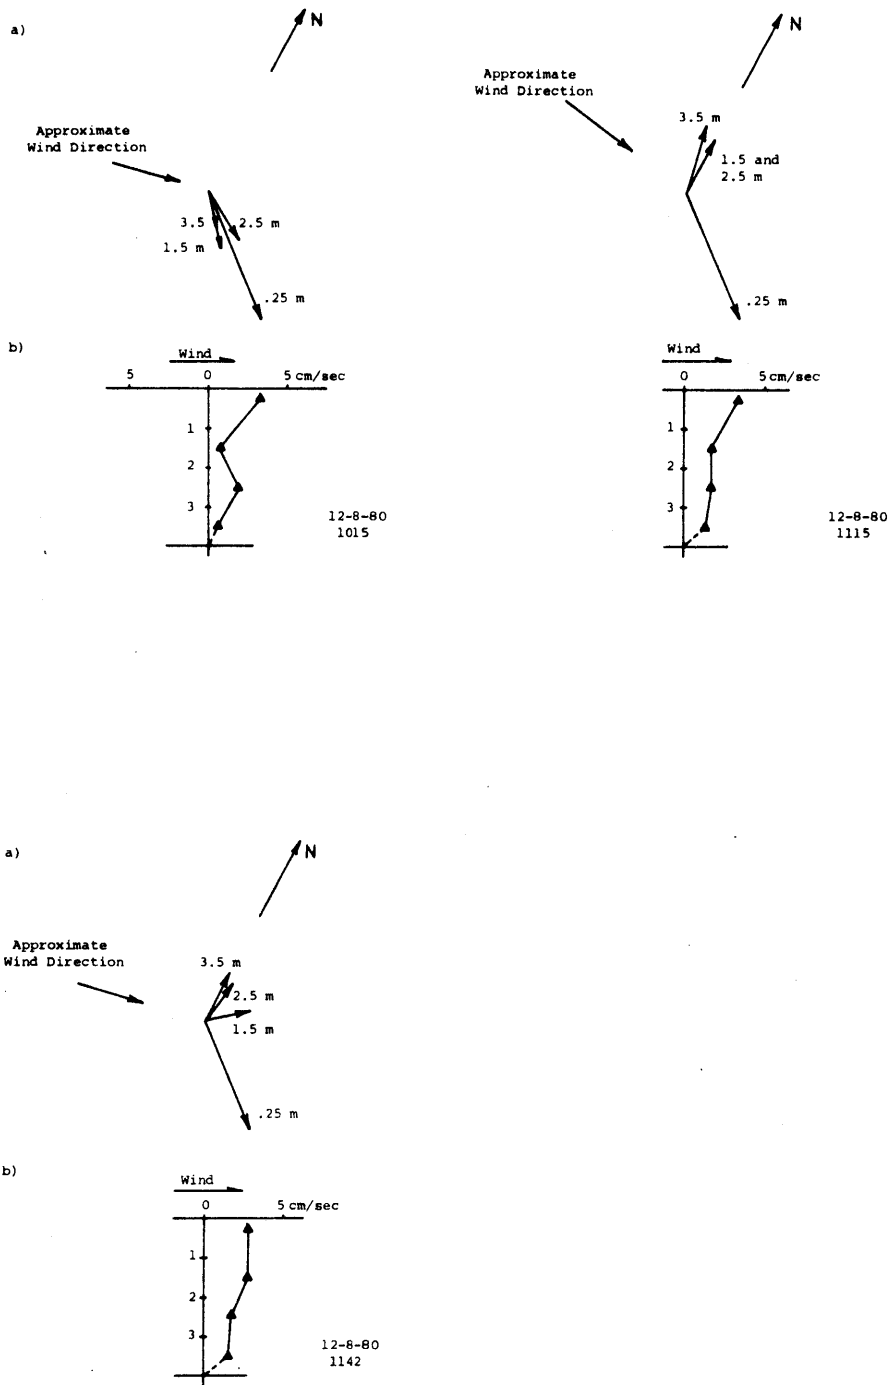 a)
N
Approximate
Wind Direction
3.5
2.5 m
1.5 m
.25 m
b)
Wind
5 0 5 cm/sec
1
2
3
12-8-80
1015
N
Approximate
Wind Direction
3.5 m
1.5 and
2.5 m
.25 m
Wind
0 5 cm/sec
1
2
3
12-8-80
1115
a)
N
Approximate
Wind Direction
3.5 m
2.5 m
1.5 m
.25 m
b)
Wind
0 5 cm/sec
1
2
3
12-8-80
1142